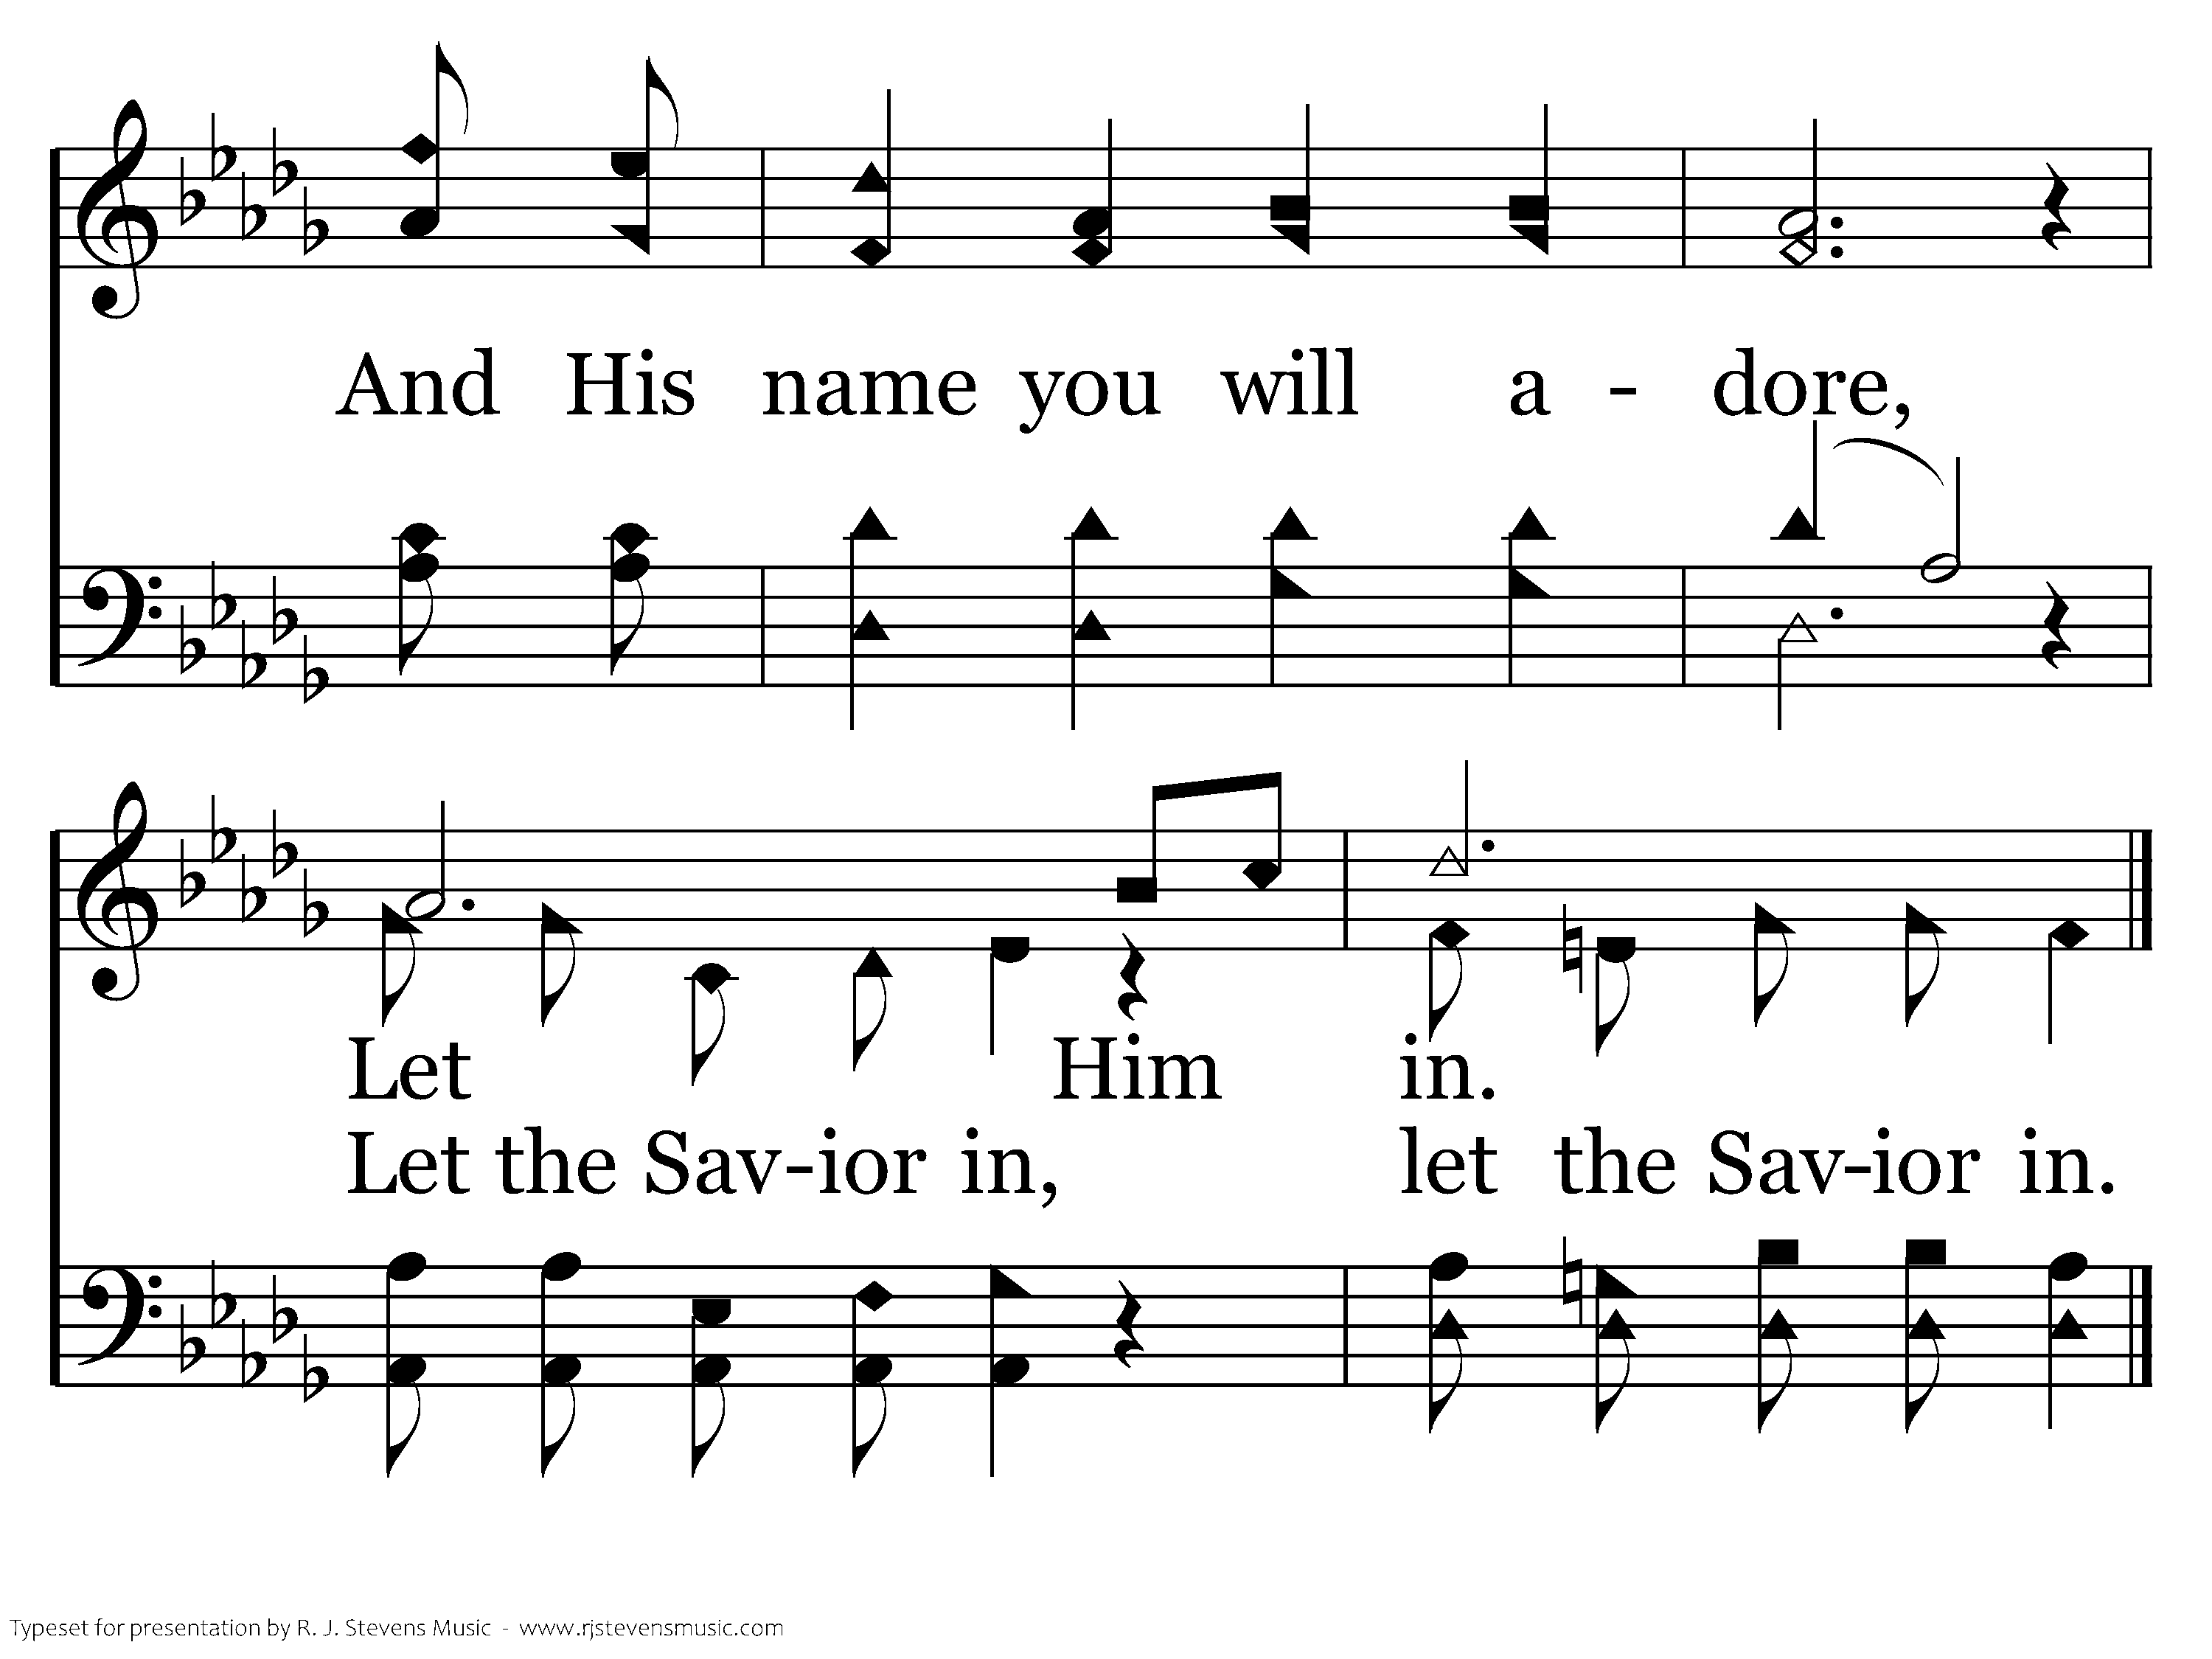 And His name you will a - dore,
Let Him in.
Let the Sav-ior in, let the Sav-ior in.
Typeset for presentation by R. J. Stevens Music - www.rjstevensmusic.com